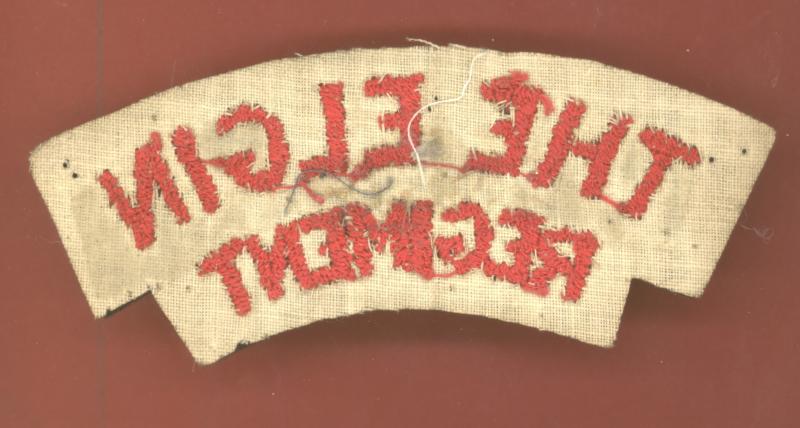 THE ELGIN
REGIMENT